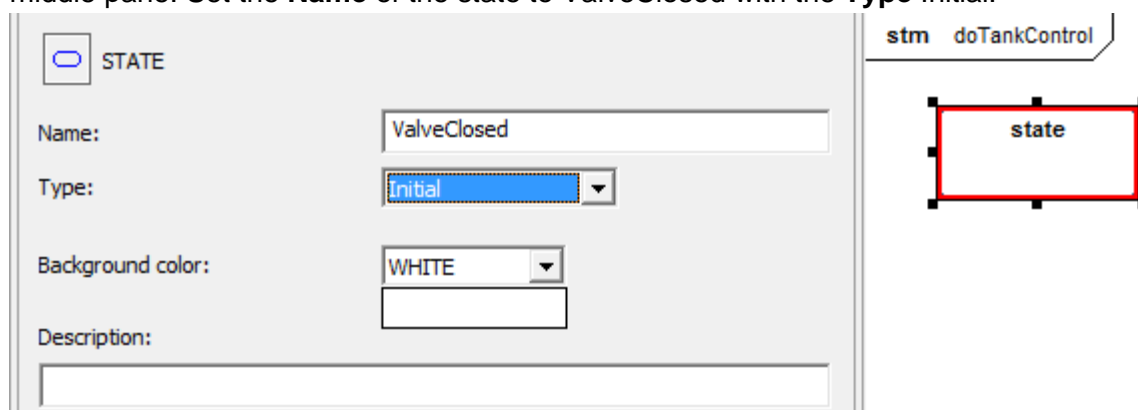 middle panel. Set the Name of the state to ValveClosed with the Type Initial.
stm doTankControl
STATE
Name: ValveClosed
state
Type: Initial
Background color: WHITE
Description: